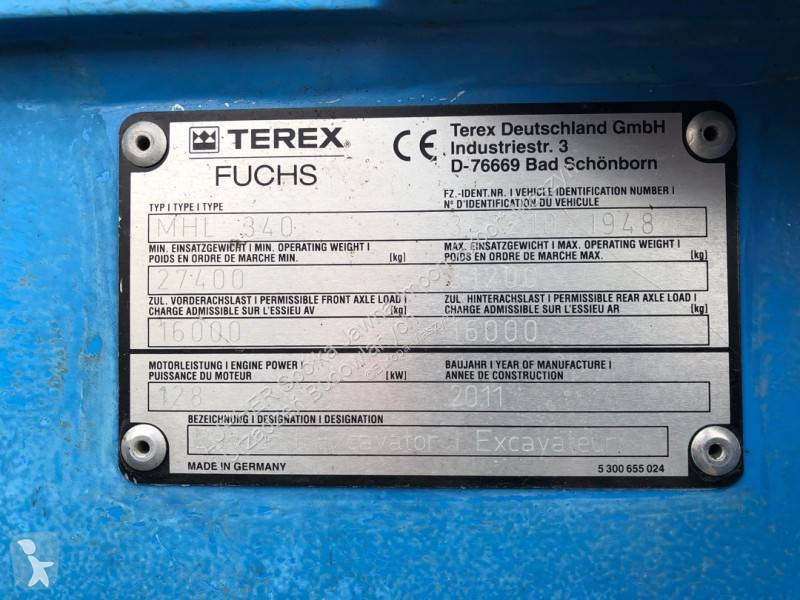 TEREX®
FUCHS
CE
Terex Deutschland GmbH
Industriestr. 3
D-76669 Bad Schönborn
TYP I TYPE I TYPE
MHL 340
FZ.-IDENT.NR. I VEHICLE IDENTIFICATION NUMBER I
N° D'IDENTIFICATION DU VEHICULE
1948
MIN. EINSATZGEWICHT I MIN. OPERATING WEIGHT I
POIDS EN ORDRE DE MARCHE MIN. [kg]
27400
MAX. EINSATZGEWICHT I MAX. OPERATING WEIGHT I
POIDS EN ORDRE DE MARCHE MAX. [kg]
ZUL. VORDERACHSLAST I PERMISSIBLE FRONT AXLE LOAD I
CHARGE ADMISSIBLE SUR L'ESSIEU AV [kg]
16000
ZUL. HINTERACHSLAST I PERMISSIBLE REAR AXLE LOAD I
CHARGE ADMISSIBLE SUR L'ESSIEU AR [kg]
16000
MOTORLEISTUNG I ENGINE POWER I
PUISSANCE DU MOTEUR [kW]
128
BAUJAHR I YEAR OF MANUFACTURE I
ANNEE DE CONSTRUCTION
2011
BEZEICHNUNG I DESIGNATION I DESIGNATION
Excavator I Excavateur
MADE IN GERMANY
5 300 655 024